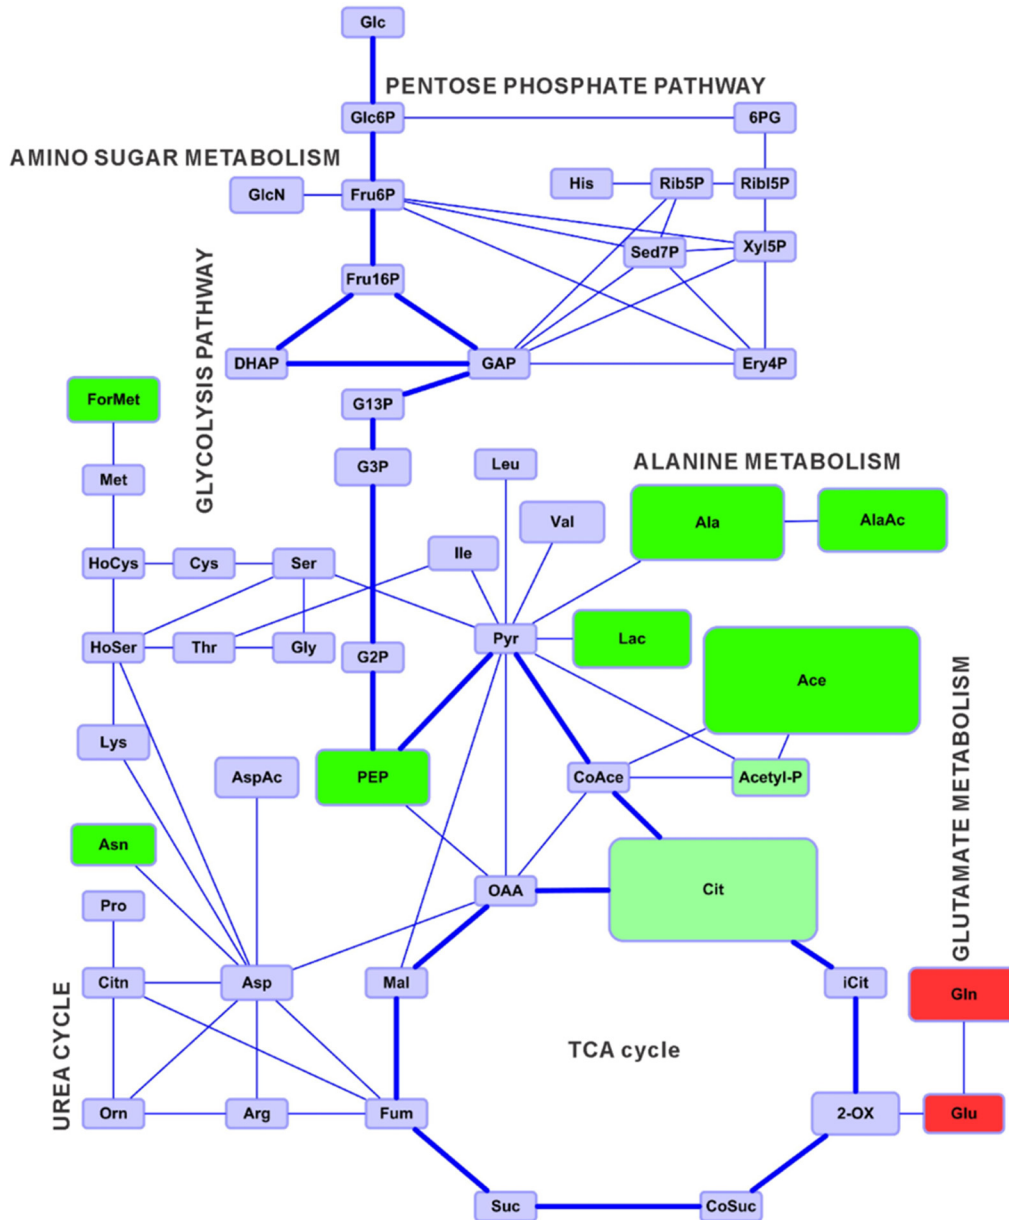 Glc
PENTOSE PHOSPHATE PATHWAY
Glc6P
6PG
AMINO SUGAR METABOLISM
GlcN
Fru6P
His
Rib5P
Ribl5P
Sed7P
Xyl5P
Fru16P
GLYCOLYSIS PATHWAY
DHAP
GAP
Ery4P
ForMet
G13P
Met
G3P
Leu
ALANINE METABOLISM
Ala
AlaAc
Val
Ile
HoCys
Cys
Ser
HoSer
Thr
Gly
G2P
Pyr
Lac
Ace
Lys
AspAc
PEP
CoAce
Acetyl-P
GLUTAMATE METABOLISM
Asn
Pro
OAA
Cit
Citn
Asp
Mal
iCit
Gln
UREA CYCLE
TCA cycle
Orn
Arg
Fum
2-OX
Glu
Suc
CoSuc